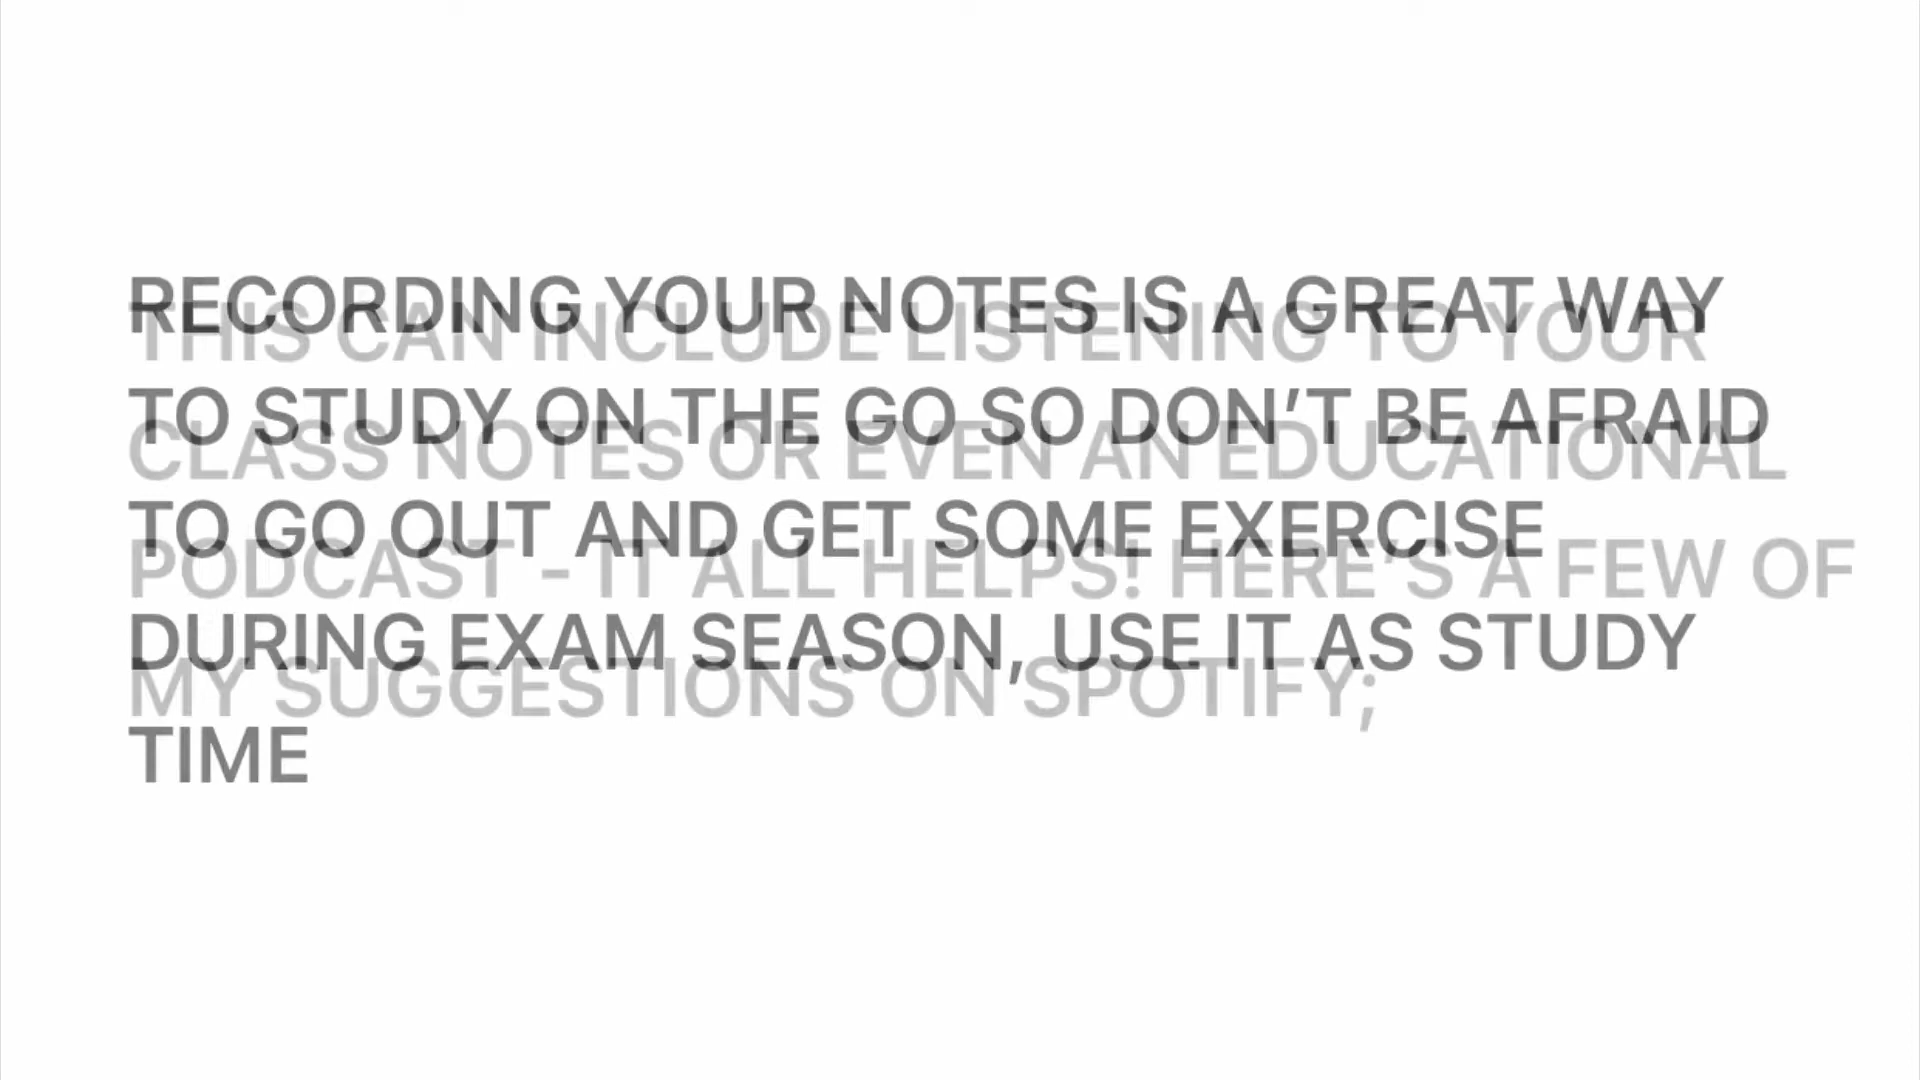 RECORDING YOUR NOTES IS A GREAT WAY
TO STUDY ON THE GO SO DON’T BE AFRAID
TO GO OUT AND GET SOME EXERCISE
DURING EXAM SEASON, USE IT AS STUDY
TIME
THIS CAN INCLUDE LISTENING TO YOUR
CLASS NOTES OR EVEN AN EDUCATIONAL
PODCAST - IT ALL HELPS! HERE’S A FEW OF
MY SUGGESTIONS ON SPOTIFY;